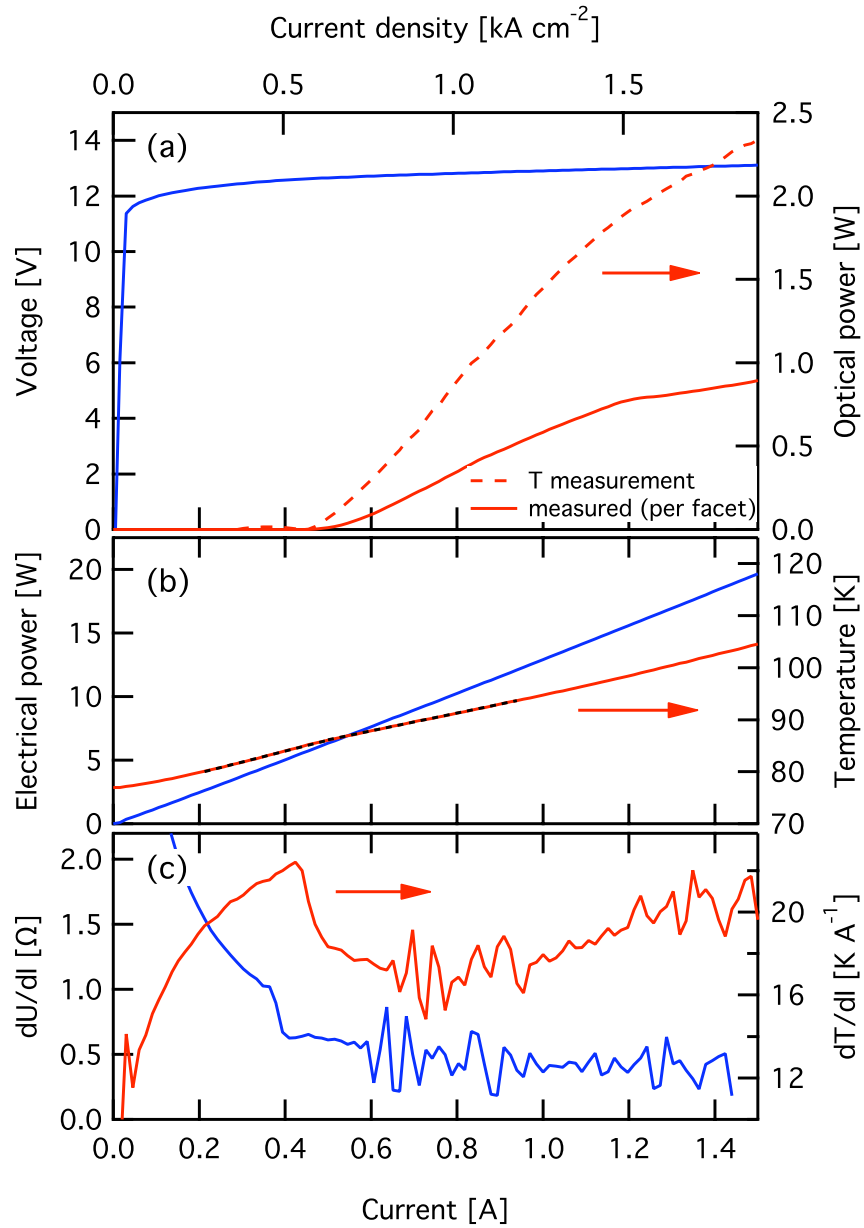 Current density [kA cm-2]
0.0 0.5 1.0 1.5
(a)
14
12
10
8
6
4
2
0
Voltage [V]
2.5
2.0
1.5
1.0
0.5
0.0
Optical power [W]
T measurement
measured (per facet)
(b)
20
15
10
5
0
Electrical power [W]
120
110
100
90
80
70
Temperature [K]
(c)
2.0
1.5
1.0
0.5
0.0
dU/dI [Ω]
20
16
12
dT/dI [K A-1]
0.0 0.2 0.4 0.6 0.8 1.0 1.2 1.4
Current [A]